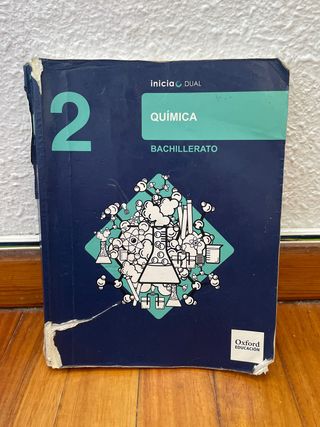 inicia DUAL
2
QUÍMICA
BACHILLERATO
Oxford
EDUCACIÓN